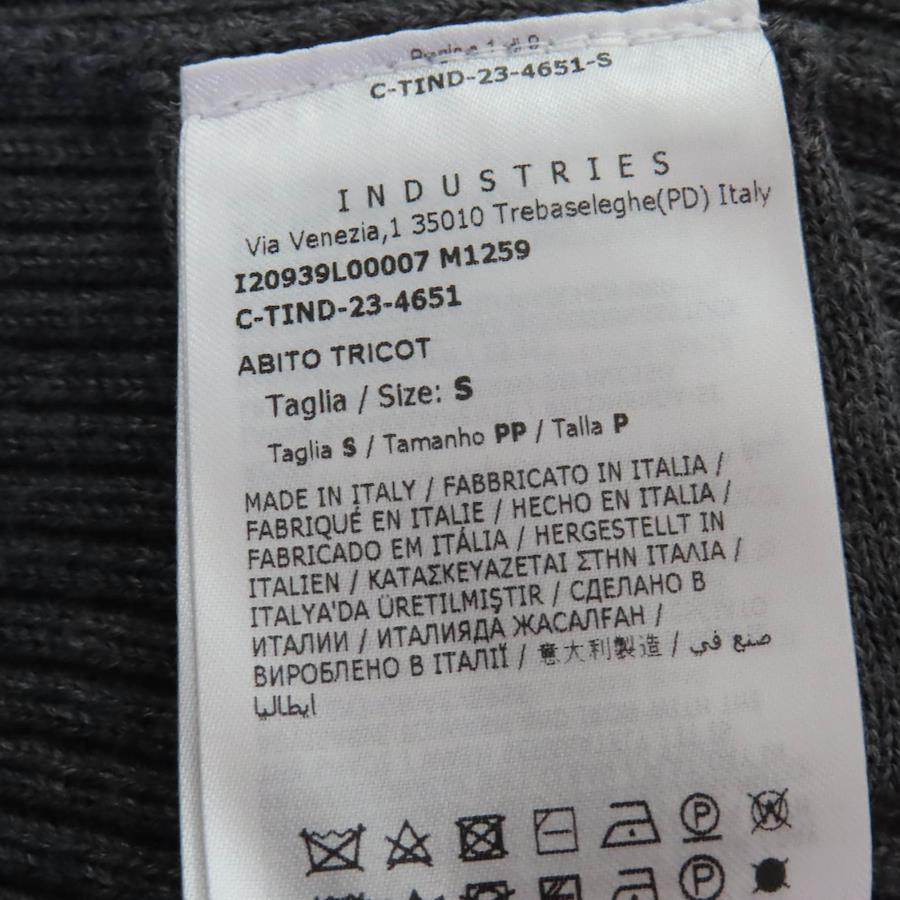 C-TIND-23-4651-S
INDUSTRIES
Via Venezia,1 35010 Trebaseleghe(PD) Italy
I20939L00007 M1259
C-TIND-23-4651
ABITO TRICOT
Taglia / Size: S
Taglia S / Tamanho PP / Talla P
MADE IN ITALY / FABBRICATO IN ITALIA /
FABRIQUÉ EN ITALIE / HECHO EN ITALIA /
FABRICADO EM ITÁLIA / HERGESTELLT IN
ITALIEN / ΚΑΤΑΣΚΕΥΑΖΕΤΑΙ ΣΤΗΝ ΙΤΑΛΙΑ /
ITALYA'DA ÜRETILMIŞTIR / СДЕЛАНО В
ИТАЛИИ / ИТАЛИЯДА ЖАСАЛҒАН /
ВИРОБЛЕНО В ІТАЛІЇ / 意大利製造 / صنع في
ايطاليا
P W
P